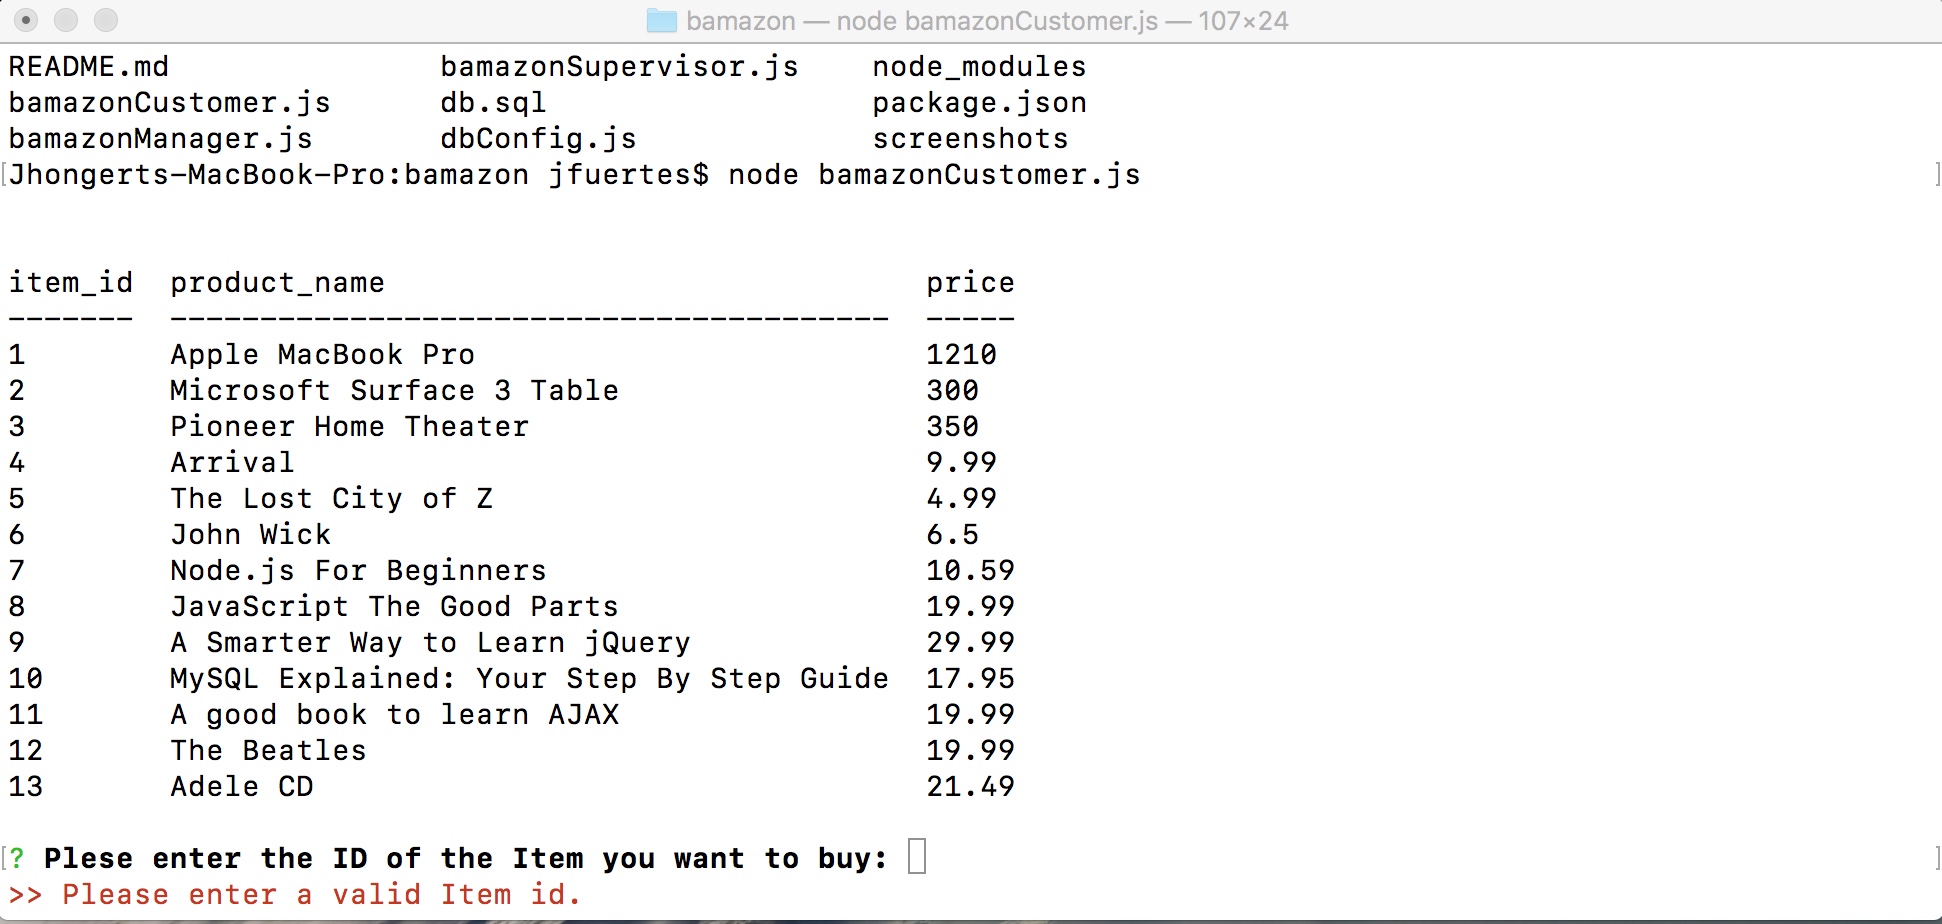 bamazon — node bamazonCustomer.js — 107×24
README.md bamazonSupervisor.js node_modules
bamazonCustomer.js db.sql package.json
bamazonManager.js dbConfig.js screenshots
[Jhongerts-MacBook-Pro:bamazon jfuertes$ node bamazonCustomer.js ]
item_id product_name price
------- ---------------------------------------- -----
1 Apple MacBook Pro 1210
2 Microsoft Surface 3 Table 300
3 Pioneer Home Theater 350
4 Arrival 9.99
5 The Lost City of Z 4.99
6 John Wick 6.5
7 Node.js For Beginners 10.59
8 JavaScript The Good Parts 19.99
9 A Smarter Way to Learn jQuery 29.99
10 MySQL Explained: Your Step By Step Guide 17.95
11 A good book to learn AJAX 19.99
12 The Beatles 19.99
13 Adele CD 21.49
[? Plese enter the ID of the Item you want to buy: ]
>> Please enter a valid Item id.